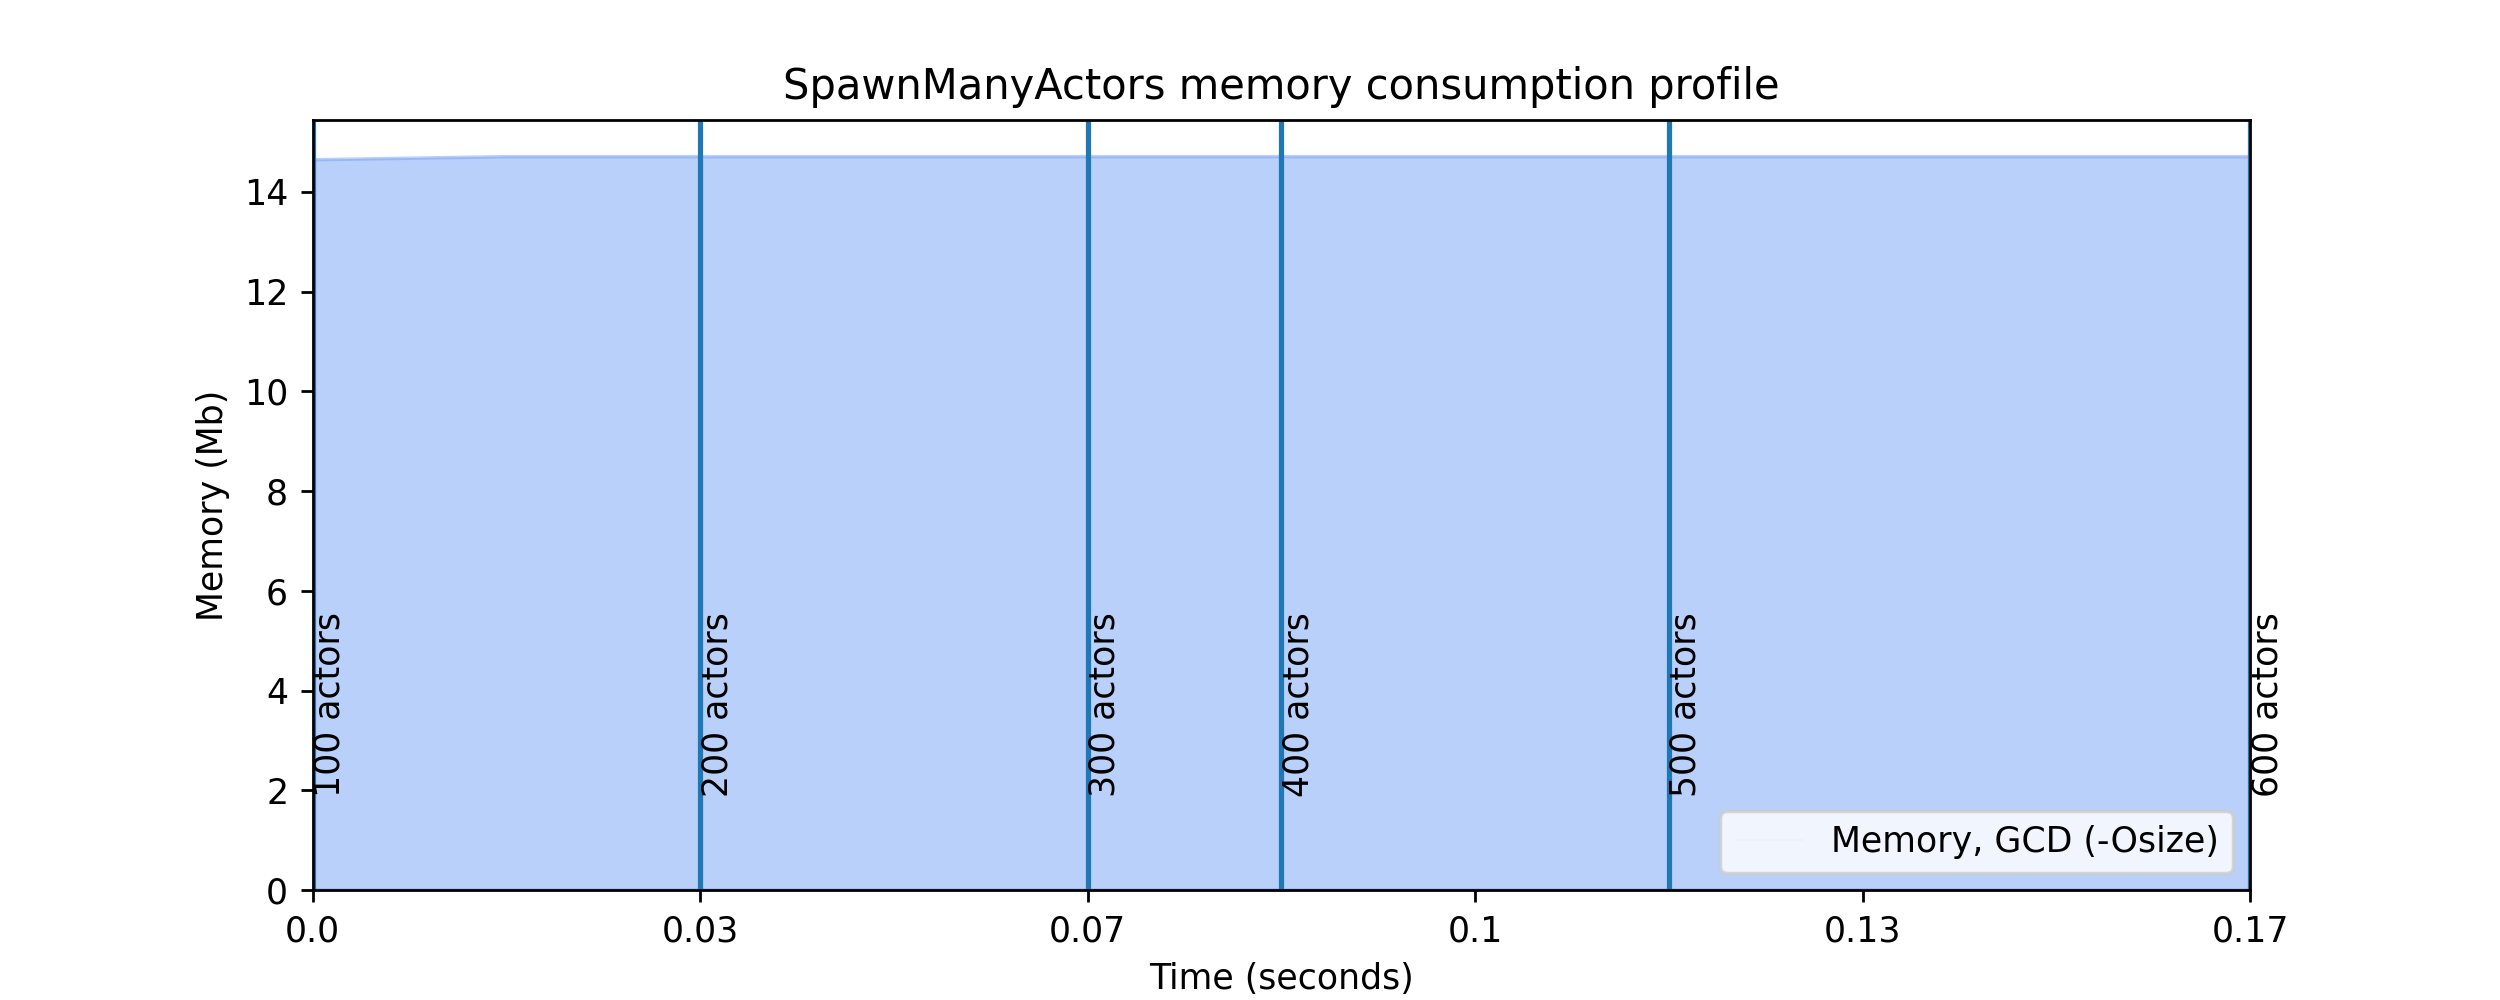 SpawnManyActors memory consumption profile
Memory (Mb)
14
12
10
8
6
4
2
0
100 actors
200 actors
300 actors
400 actors
500 actors
600 actors
Memory, GCD (-Osize)
0.0
0.03
0.07
0.1
0.13
0.17
Time (seconds)